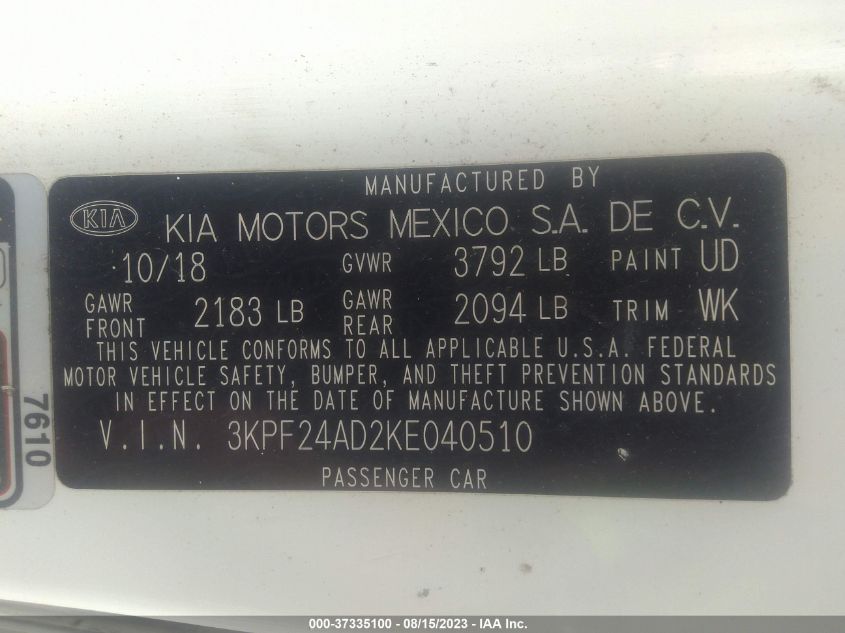 MANUFACTURED BY
KIA
KIA MOTORS MEXICO S.A. DE C.V.
10/18 GVWR 3792 LB PAINT UD
GAWR FRONT 2183 LB GAWR REAR 2094 LB TRIM WK
THIS VEHICLE CONFORMS TO ALL APPLICABLE U.S.A. FEDERAL
MOTOR VEHICLE SAFETY, BUMPER, AND THEFT PREVENTION STANDARDS
IN EFFECT ON THE DATE OF MANUFACTURE SHOWN ABOVE.
V.I.N. 3KPF24AD2KE040510
PASSENGER CAR
7610
000-37335100 - 08/15/2023 - IAA Inc.